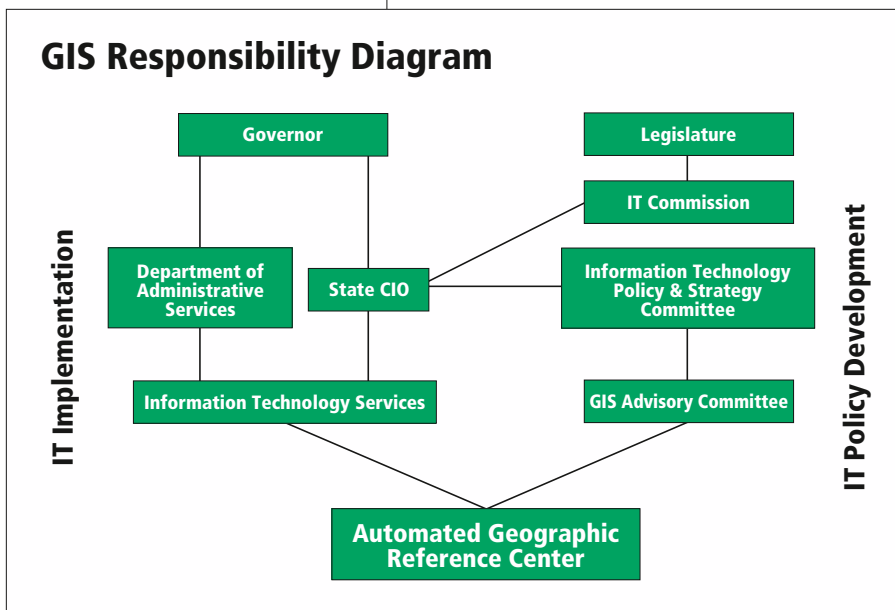 GIS Responsibility Diagram
Governor
Legislature
IT Commission
Department of
Administrative
Services
State CIO
Information Technology
Policy & Strategy
Committee
Information Technology Services
GIS Advisory Committee
Automated Geographic
Reference Center
IT Implementation
IT Policy Development